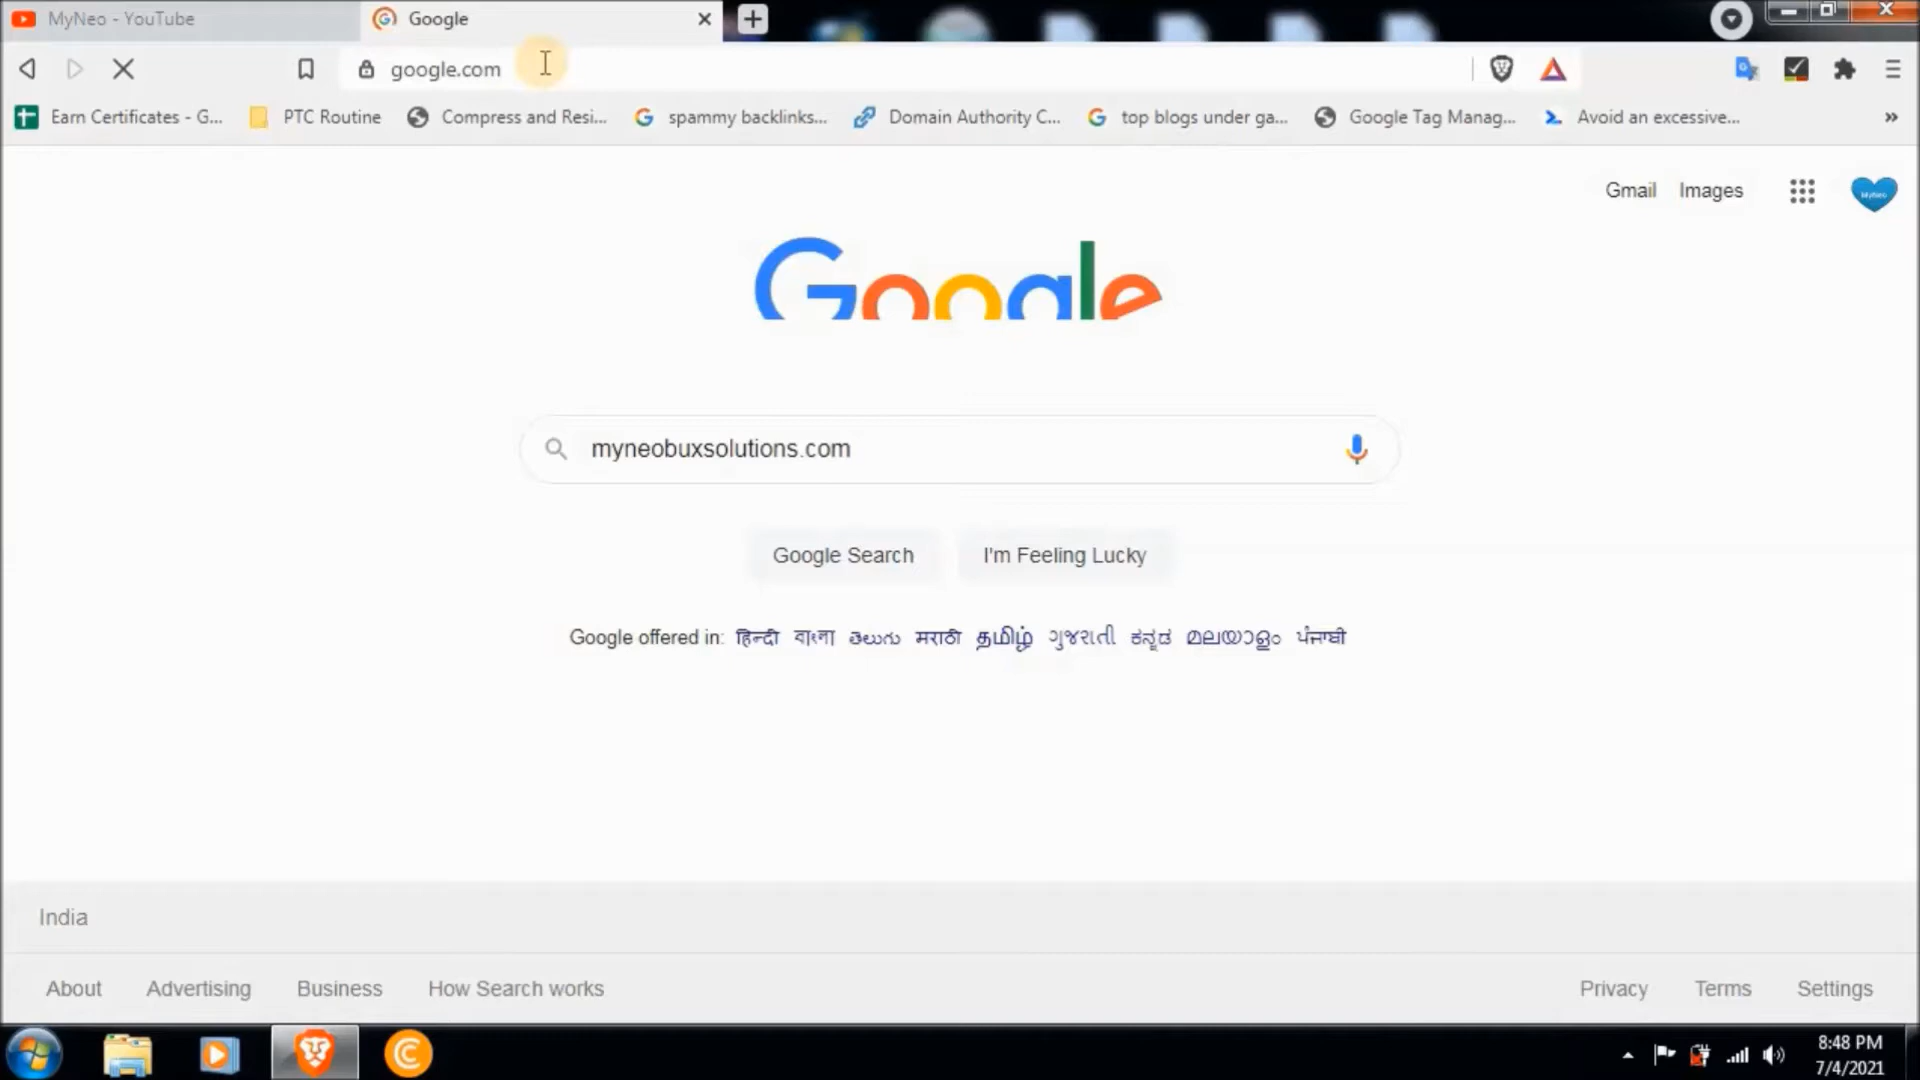 MyNeo - YouTube
Google
google.com
Earn Certificates - G...
PTC Routine
Compress and Resi...
spammy backlinks...
Domain Authority C...
top blogs under ga...
Google Tag Manag...
Avoid an excessive...
»
Gmail
Images
MyNeo
Google
myneobuxsolutions.com
Google Search
I'm Feeling Lucky
Google offered in: हिन्दी বাংলা తెలుగు मराठी தமிழ் ગુજરાતી ಕನ್ನಡ മലയാളം ਪੰਜਾਬੀ
India
About
Advertising
Business
How Search works
Privacy
Terms
Settings
8:48 PM
7/4/2021